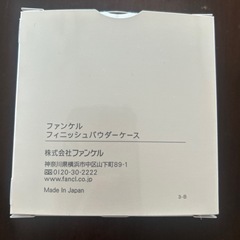 ファンケル
フィニッシュパウダーケース
株式会社ファンケル
神奈川県横浜市中区山下町89-1
0120-30-2222
www.fancl.co.jp
Made In Japan